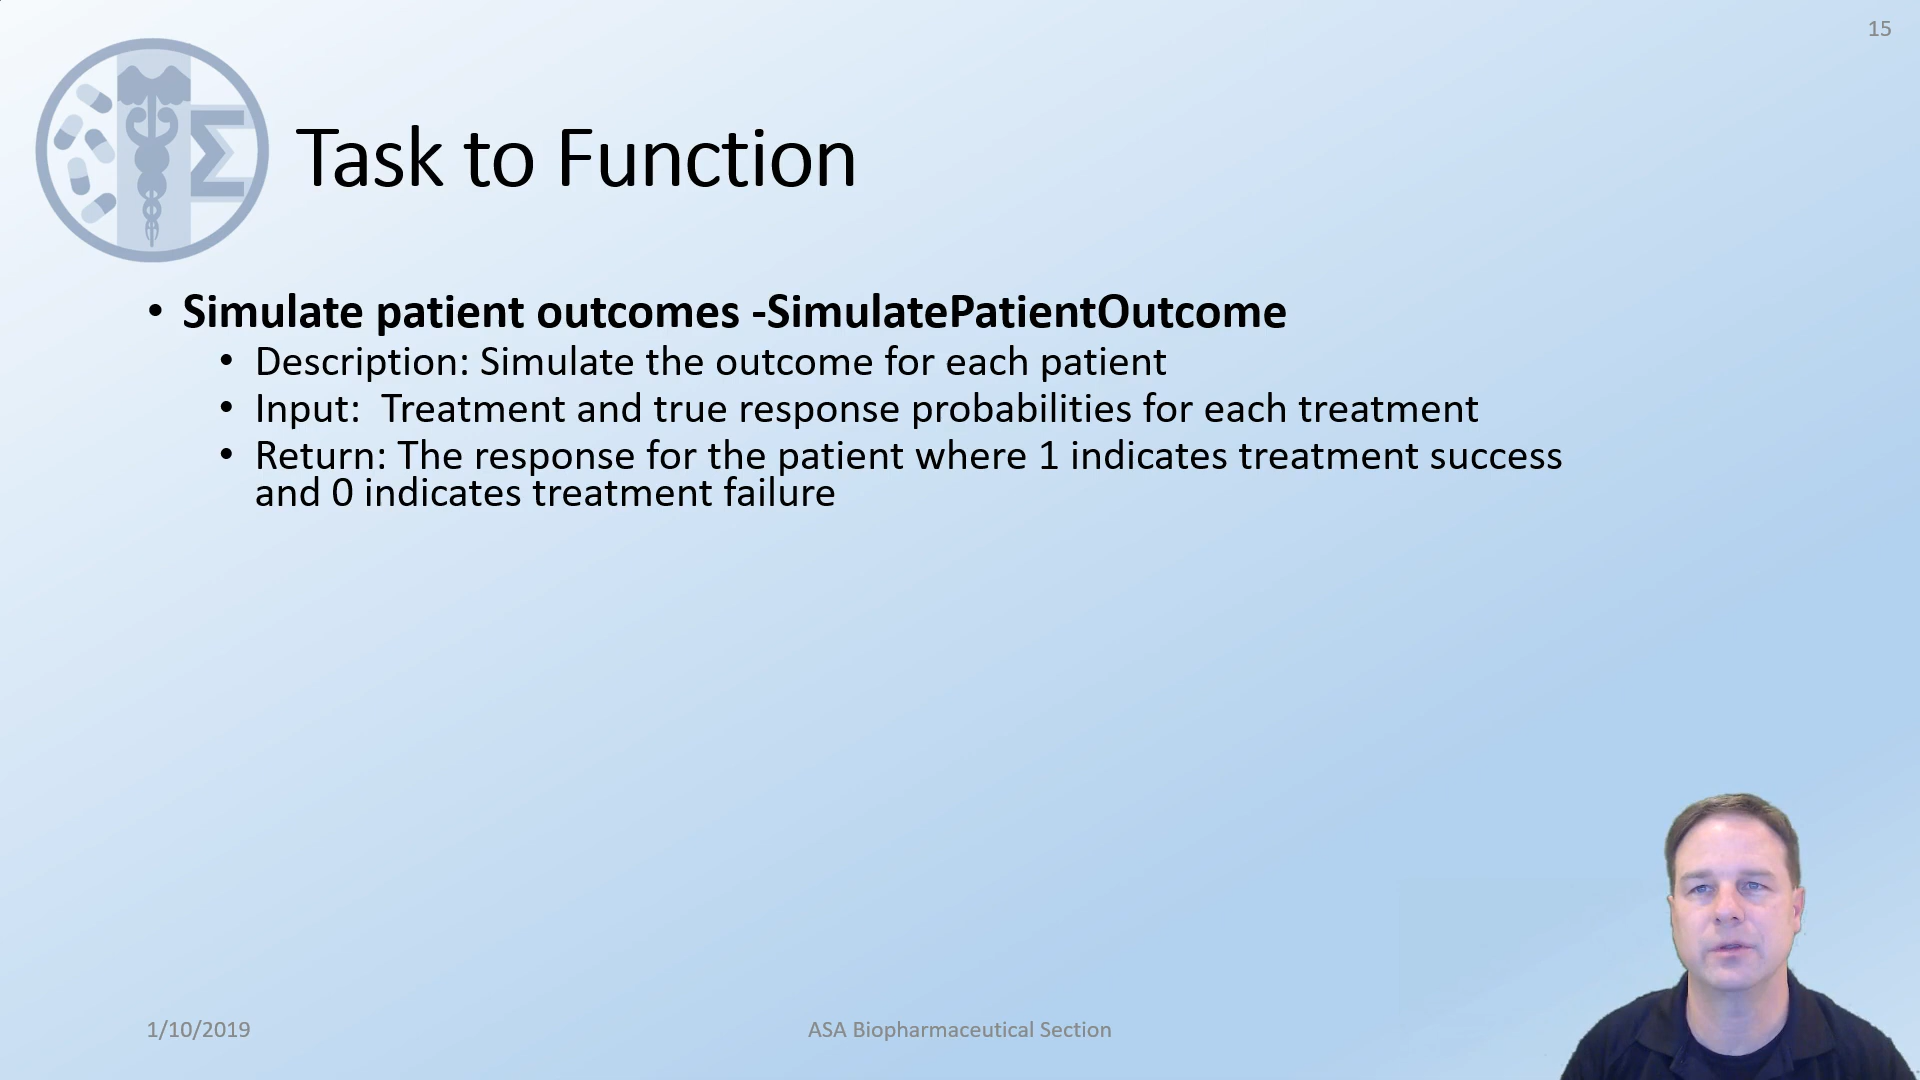 15
Task to Function
• Simulate patient outcomes -SimulatePatientOutcome
• Description: Simulate the outcome for each patient
• Input:  Treatment and true response probabilities for each treatment
• Return: The response for the patient where 1 indicates treatment success
and 0 indicates treatment failure
1/10/2019
ASA Biopharmaceutical Section